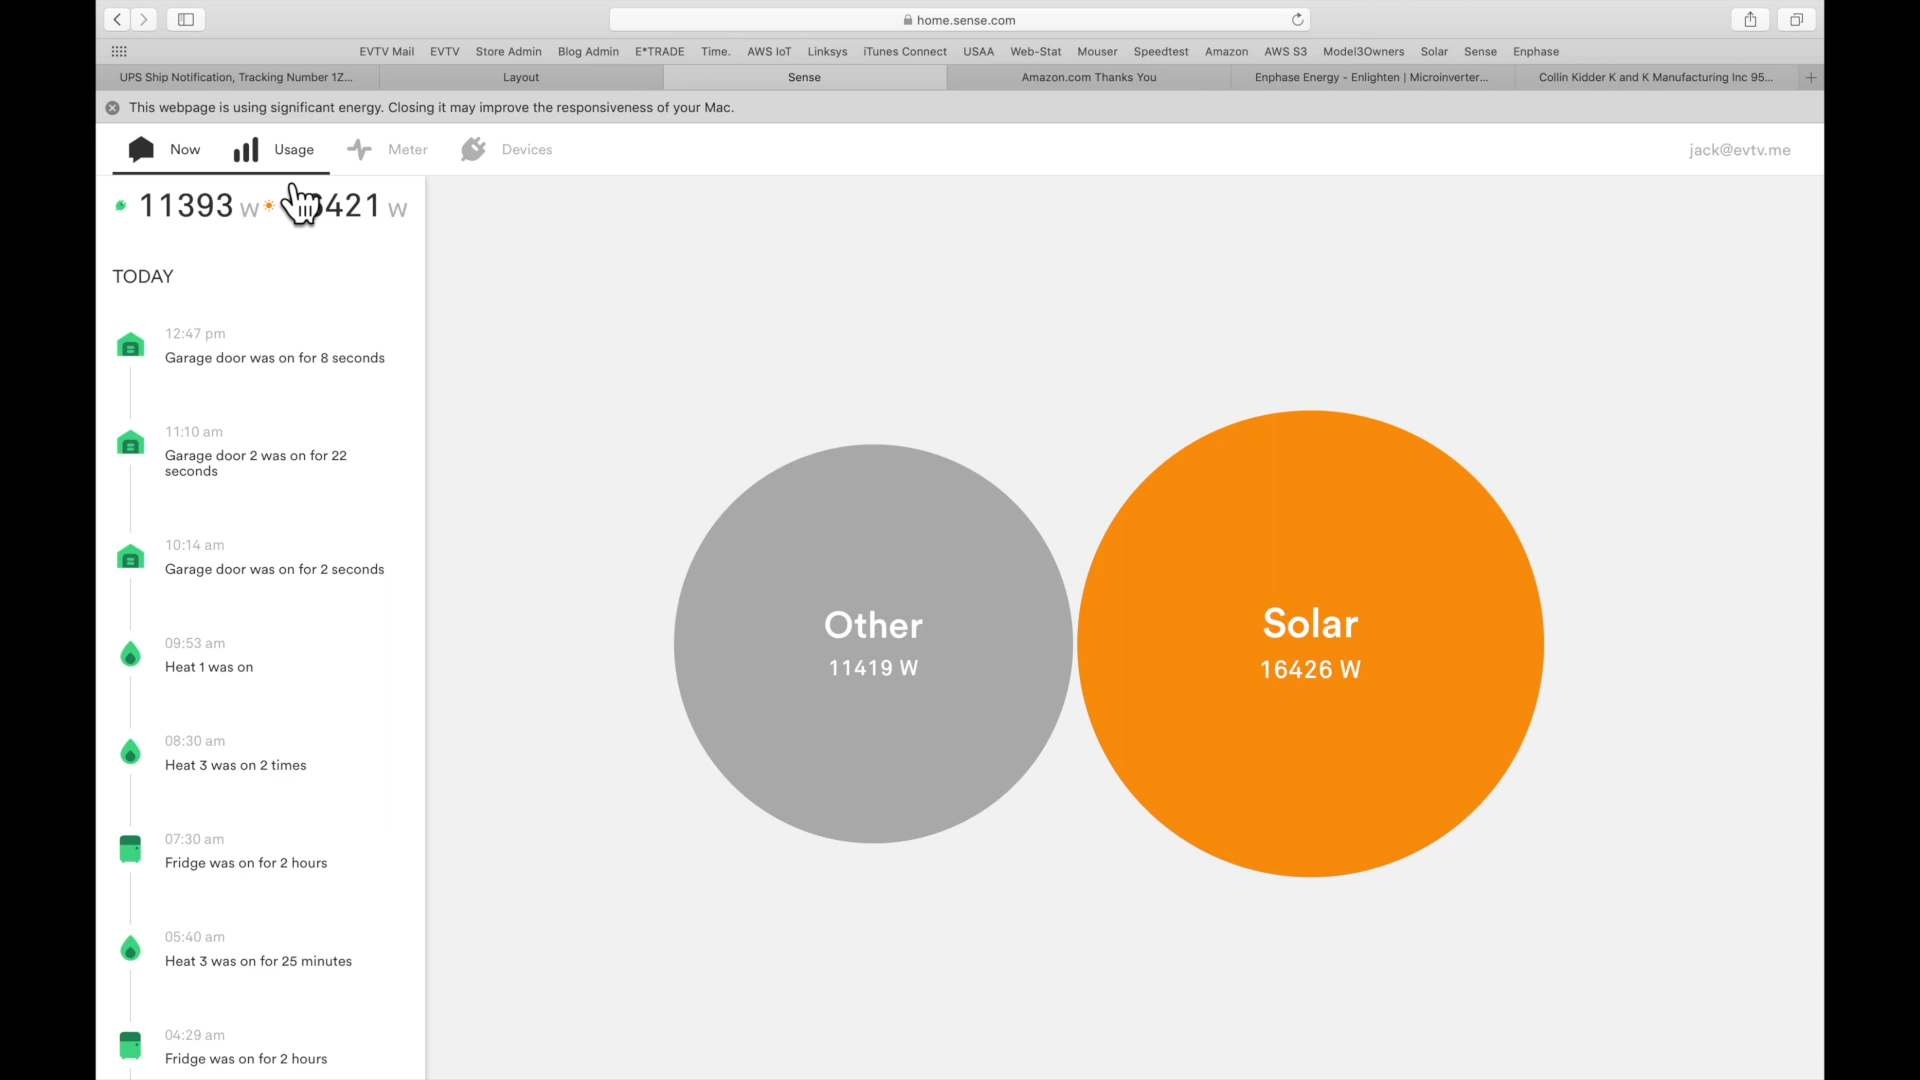 home.sense.com
EVTV Mail EVTV Store Admin Blog Admin E*TRADE Time. AWS IoT Linksys iTunes Connect USAA Web-Stat Mouser Speedtest Amazon AWS S3 Model3Owners Solar Sense Enphase
UPS Ship Notification, Tracking Number 1Z... Layout Sense Amazon.com Thanks You Enphase Energy - Enlighten | Microinverter... Collin Kidder K and K Manufacturing Inc 95...
This webpage is using significant energy. Closing it may improve the responsiveness of your Mac.
Now Usage Meter Devices jack@evtv.me
11393 W 421 W
TODAY
12:47 pm
Garage door was on for 8 seconds
11:10 am
Garage door 2 was on for 22
seconds
10:14 am
Garage door was on for 2 seconds
09:53 am
Heat 1 was on
08:30 am
Heat 3 was on 2 times
07:30 am
Fridge was on for 2 hours
05:40 am
Heat 3 was on for 25 minutes
04:29 am
Fridge was on for 2 hours
Other
11419 W
Solar
16426 W